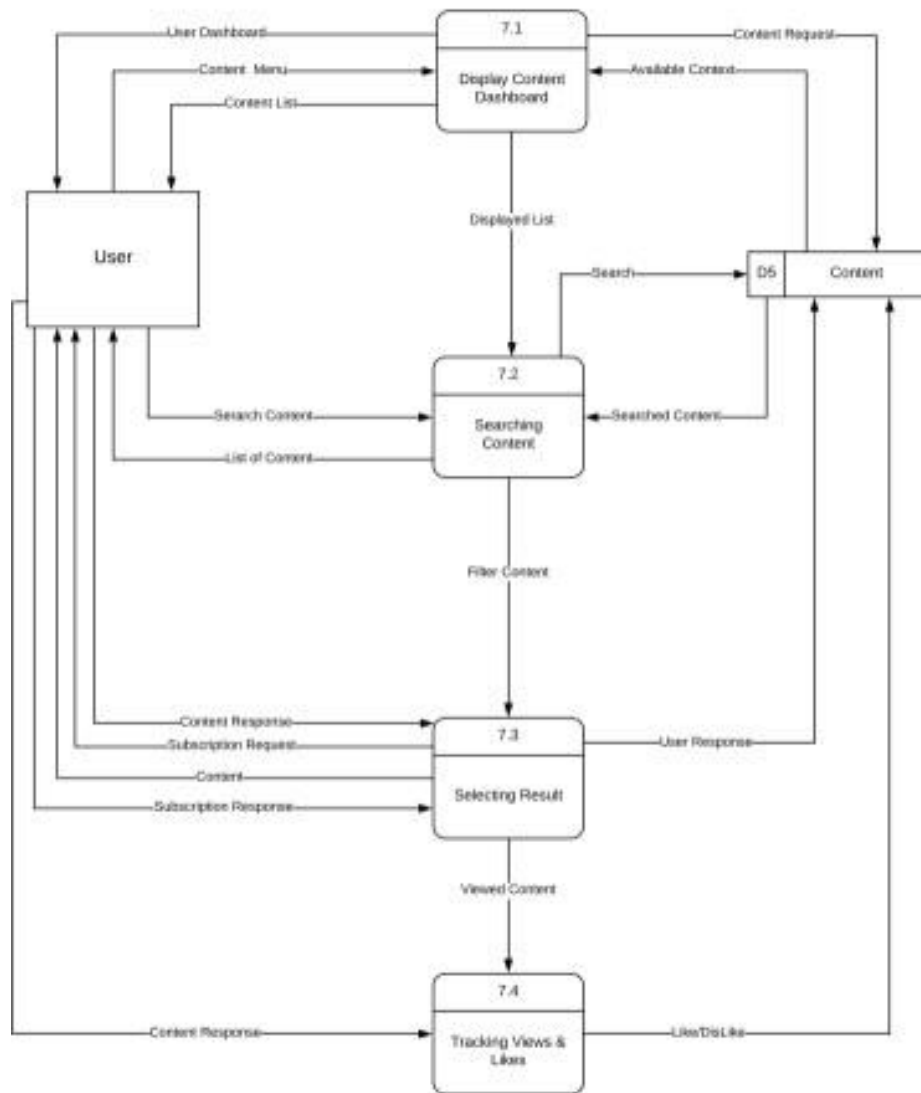 7.1
User Dashboard
Content Request
Content Menu
Available Context
Display Content
Dashboard
Content List
Displayed List
User
Search
D5
Content
7.2
Serarch Content
Searched Content
Searching
Content
List of Content
Filter Content
Content Response
7.3
Subscription Request
User Response
Content
Selecting Result
Subscription Response
Viewed Content
7.4
Content Response
Like/DisLike
Tracking Views &
Likes